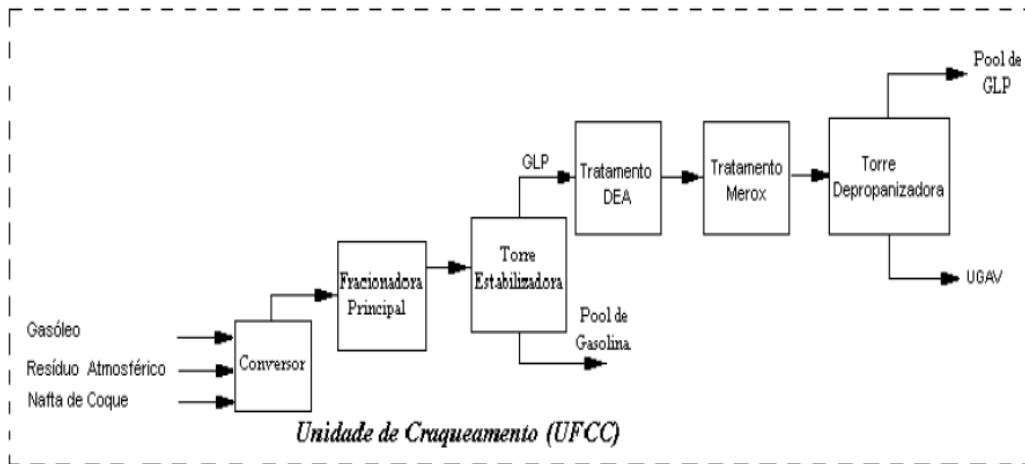 Gasóleo
Resíduo Atmosférico
Nafta de Coque
Conversor
Fracionadora
Principal
Torre
Estabilizadora
GLP
Pool de
Gasolina
Tratamento
DEA
Tratamento
Merox
Torre
Depropanizadora
Pool de
GLP
UGAV
Unidade de Craqueamento (UFCC)